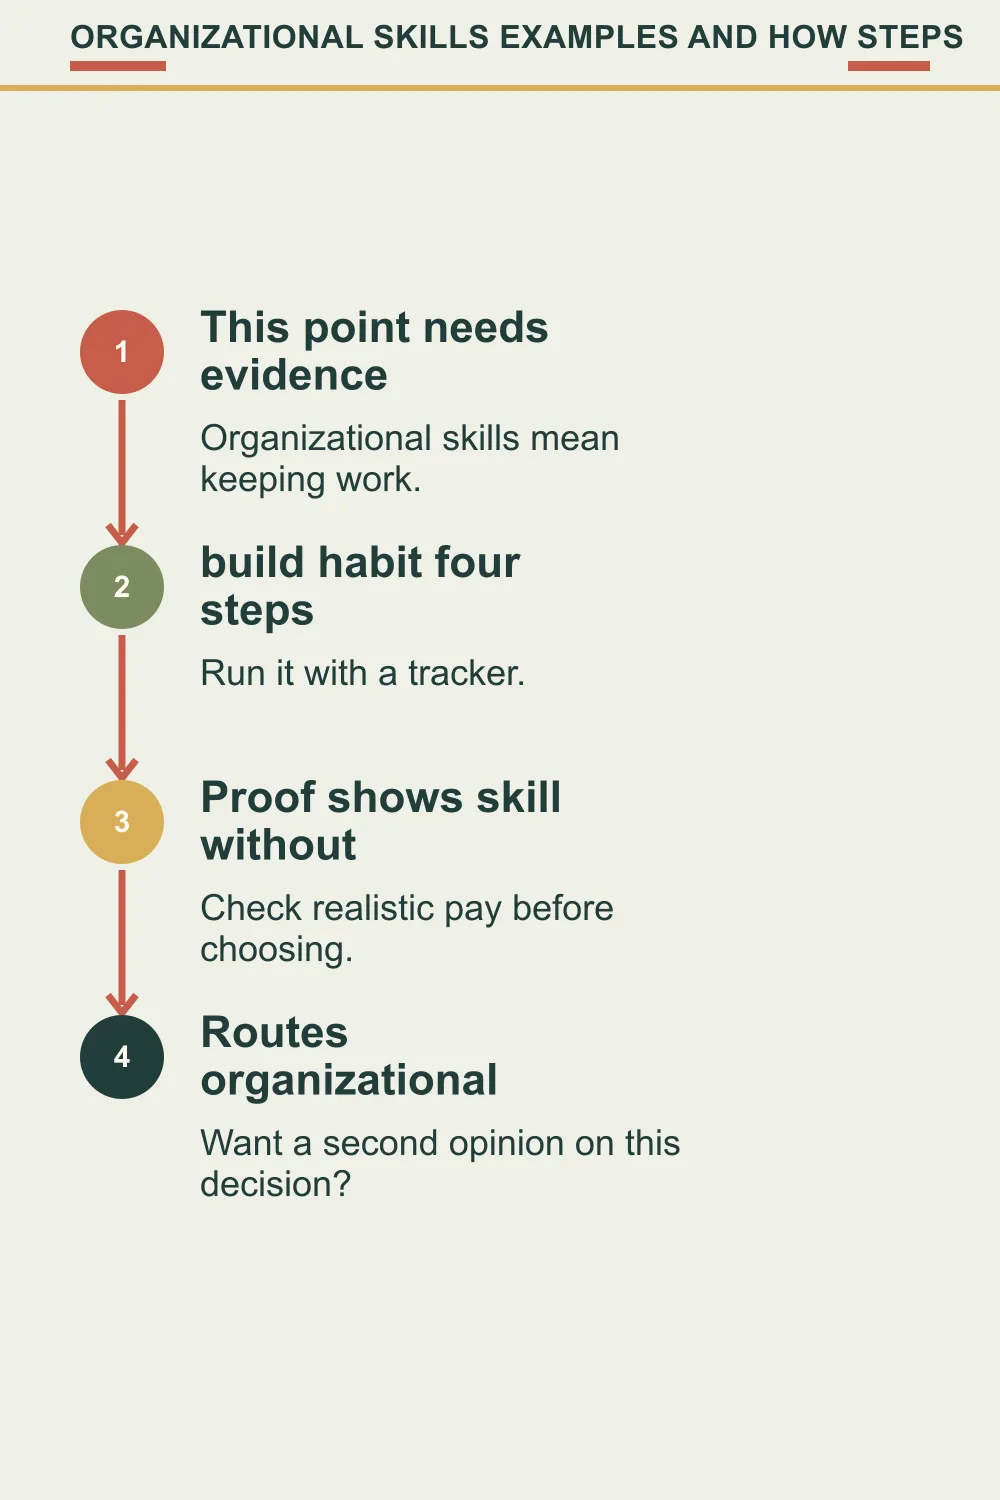 ORGANIZATIONAL SKILLS EXAMPLES AND HOW STEPS
1
This point needs
evidence
Organizational skills mean
keeping work.
2
build habit four
steps
Run it with a tracker.
3
Proof shows skill
without
Check realistic pay before
choosing.
4
Routes
organizational
Want a second opinion on this
decision?